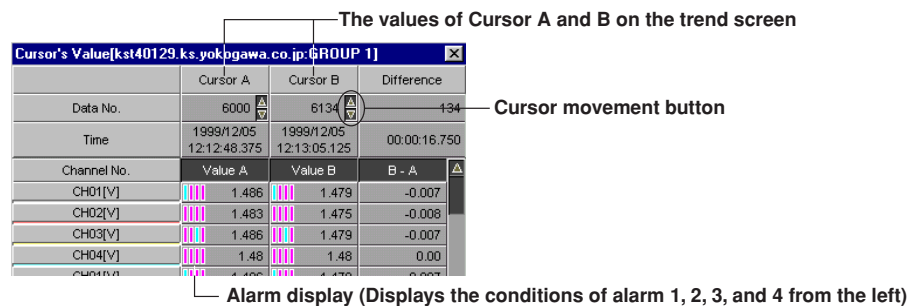 The values of Cursor A and B on the trend screen
Cursor's Value[kst40129.ks.yokogawa.co.jp:GROUP 1]
Cursor A Cursor B Difference
Data No. 6000 6134 134
Cursor movement button
Time 1999/12/05 12:12:48.375 1999/12/05 12:13:05.125 00:00:16.750
Channel No. Value A Value B B - A
CH01[V] 1.486 1.479 -0.007
CH02[V] 1.483 1.475 -0.008
CH03[V] 1.486 1.479 -0.007
CH04[V] 1.48 1.48 0.00
Alarm display (Displays the conditions of alarm 1, 2, 3, and 4 from the left)